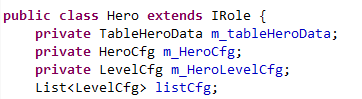 public class Hero extends IRole {
    private TableHeroData m_tableHeroData;
    private HeroCfg m_HeroCfg;
    private LevelCfg m_HeroLevelCfg;
    List<LevelCfg> listCfg;